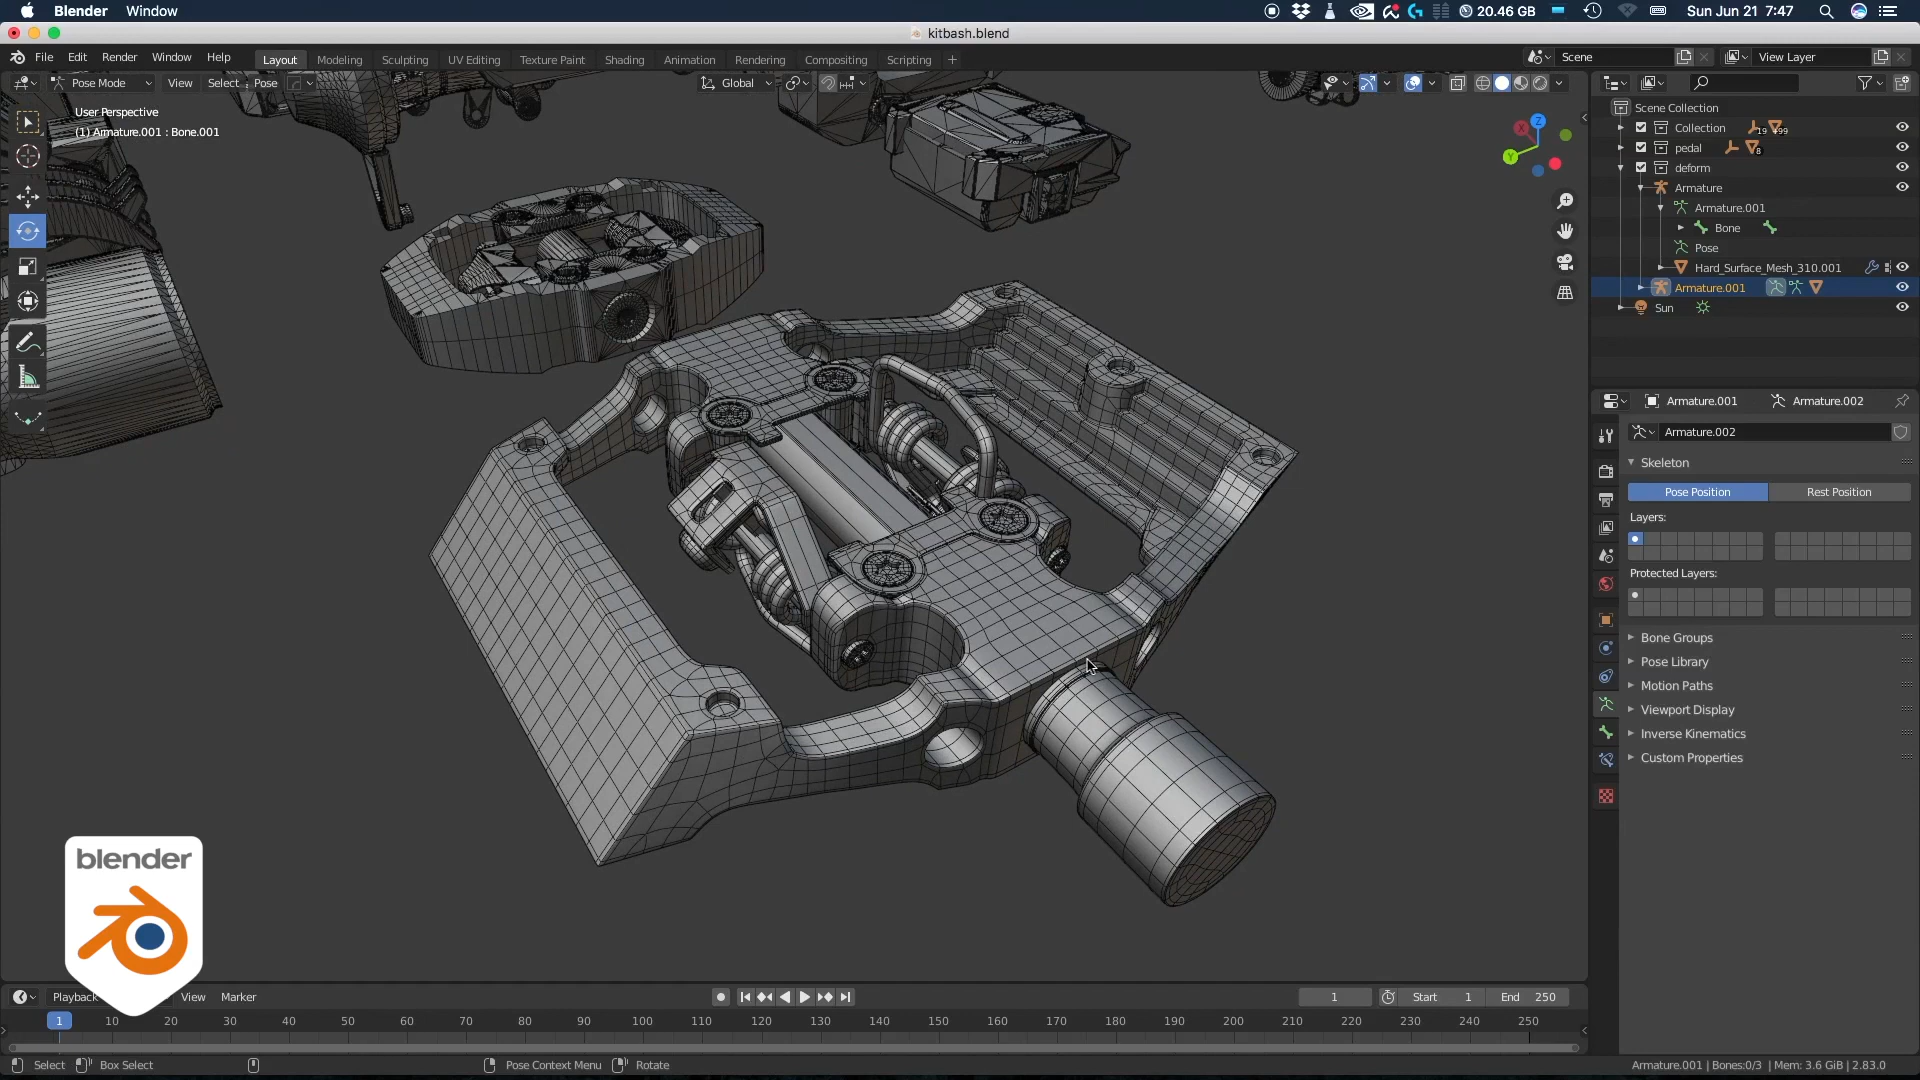 Blender Window
20.46 GB Sun Jun 21 7:47
kitbash.blend
File Edit Render Window Help Layout Modeling Sculpting UV Editing Texture Paint Shading Animation Rendering Compositing Scripting + Scene View Layer
Pose Mode View Select Pose Global
User Perspective
(1) Armature.001 : Bone.001
Z
X
Y
Scene Collection
Collection 19 +99
pedal 8
deform
Armature
Armature.001
Bone
Pose
Hard_Surface_Mesh_310.001
Armature.001
Sun
Armature.001 Armature.002
Armature.002
Skeleton
Pose Position Rest Position
Layers:
Protected Layers:
Bone Groups
Pose Library
Motion Paths
Viewport Display
Inverse Kinematics
Custom Properties
blender
Playback View Marker 1 Start 1 End 250
1 10 20 30 40 50 60 70 80 90 100 110 120 130 140 150 160 170 180 190 200 210 220 230 240 250
Select Box Select Pose Context Menu Rotate Armature.001 | Bones:0/3 | Mem: 3.6 GiB | 2.83.0